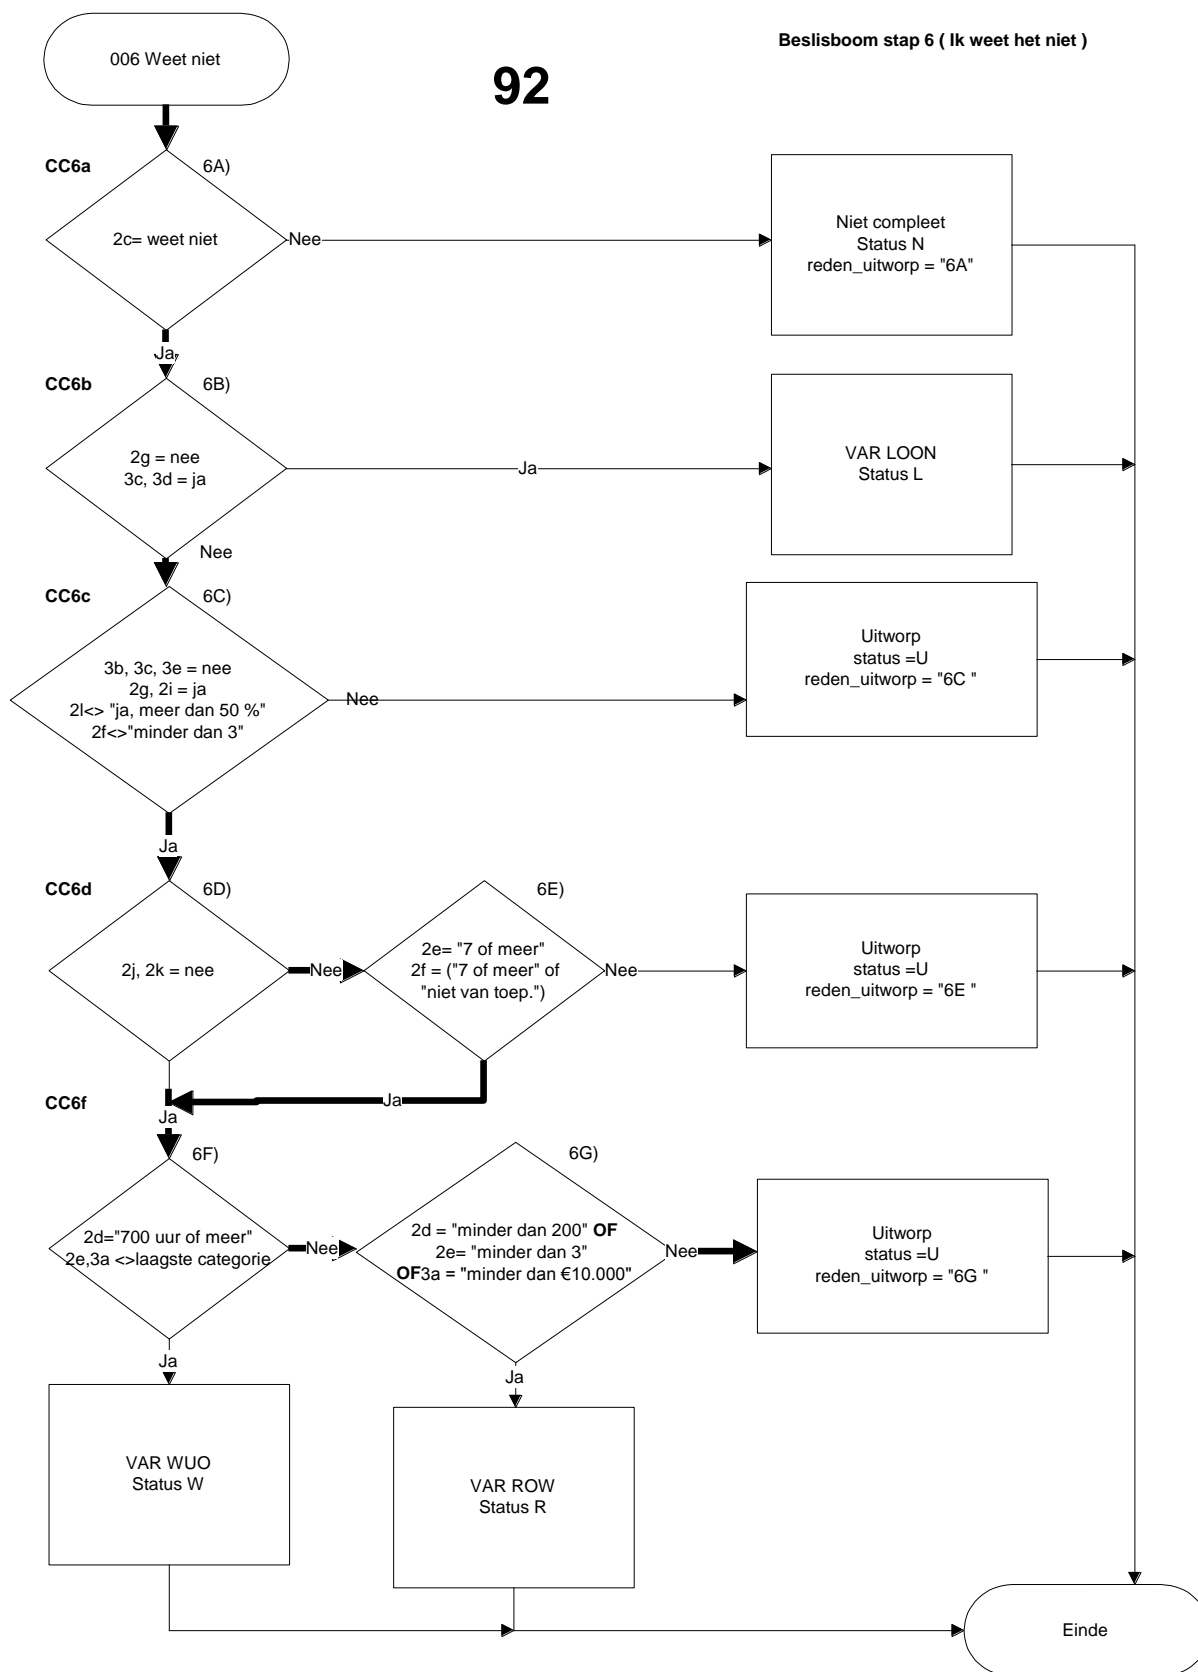 006 Weet niet
Beslisboom stap 6 ( Ik weet het niet )
92
CC6a
6A)
2c= weet niet
Nee
Niet compleet
Status N
reden_uitworp = "6A"
Ja
CC6b
6B)
2g = nee
3c, 3d = ja
Ja
VAR LOON
Status L
Nee
CC6c
6C)
3b, 3c, 3e = nee
2g, 2i = ja
2l<> "ja, meer dan 50 %"
2f<>"minder dan 3"
Nee
Uitworp
status =U
reden_uitworp = "6C "
Ja
CC6d
6D)
2j, 2k = nee
Nee
6E)
2e= "7 of meer"
2f = ("7 of meer" of
"niet van toep.")
Nee
Uitworp
status =U
reden_uitworp = "6E "
Ja
CC6f
Ja
6F)
2d="700 uur of meer"
2e,3a <>laagste categorie
Nee
6G)
2d = "minder dan 200" OF
2e= "minder dan 3"
OF3a = "minder dan €10.000"
Nee
Uitworp
status =U
reden_uitworp = "6G "
Ja
Ja
VAR WUO
Status W
VAR ROW
Status R
Einde